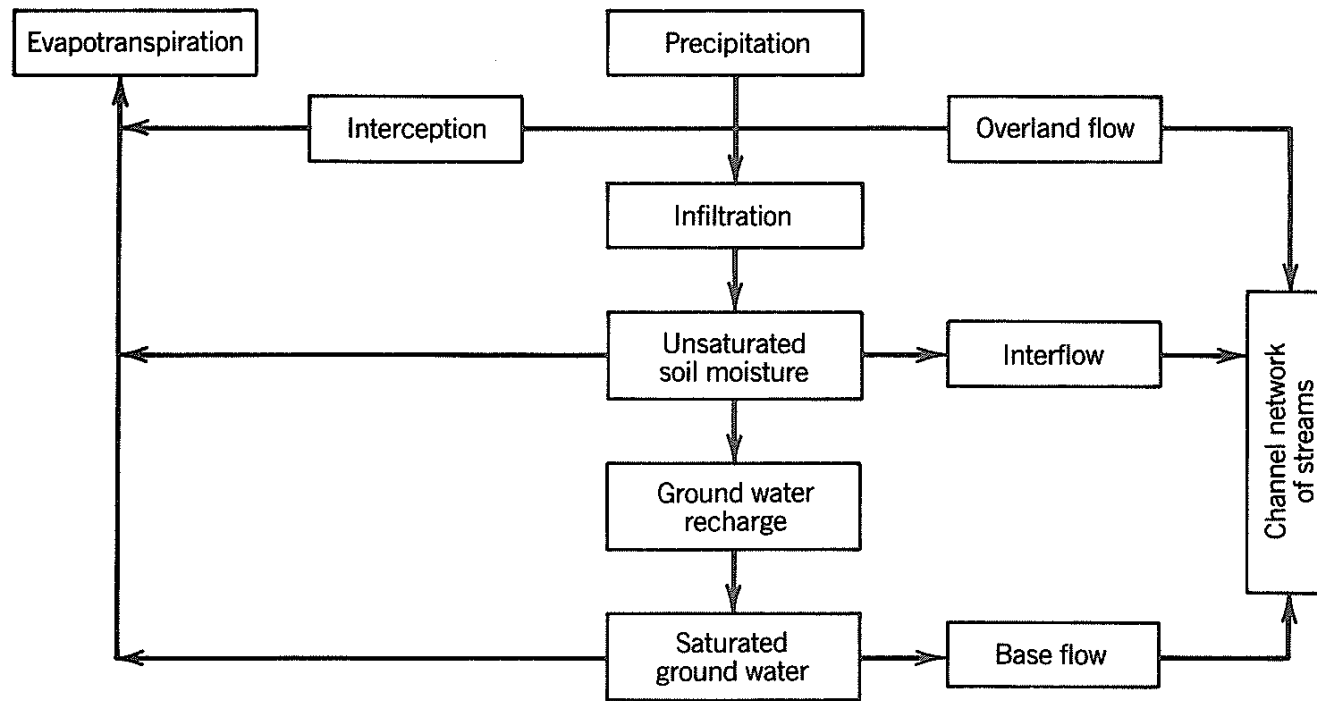 Evapotranspiration
Precipitation
Interception
Overland flow
Infiltration
Unsaturated
soil moisture
Interflow
Channel network
of streams
Ground water
recharge
Saturated
ground water
Base flow